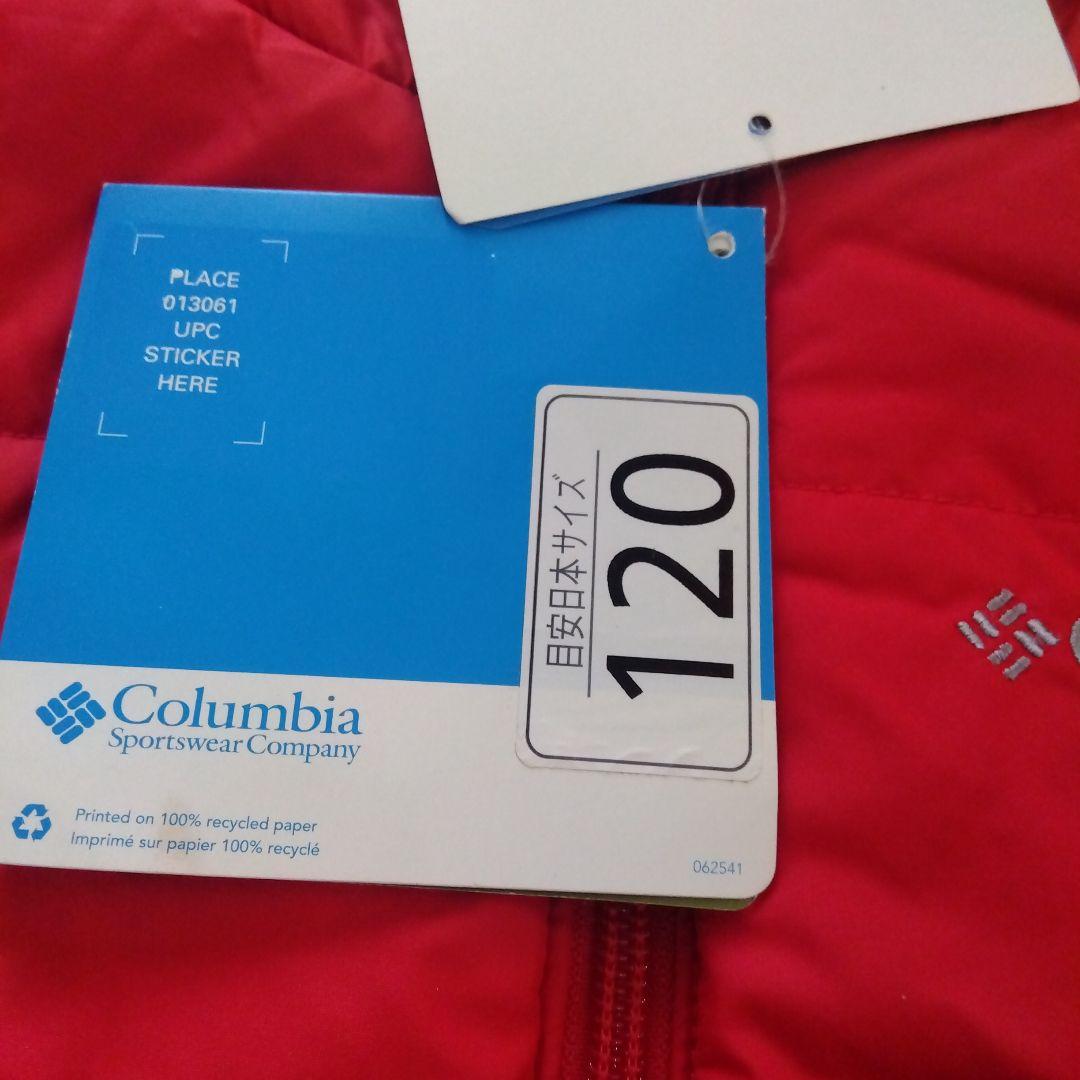 PLACE
013061
UPC
STICKER
HERE
目安日本サイズ
120
Columbia
Sportswear Company
Printed on 100% recycled paper
Imprimé sur papier 100% recyclé
062541